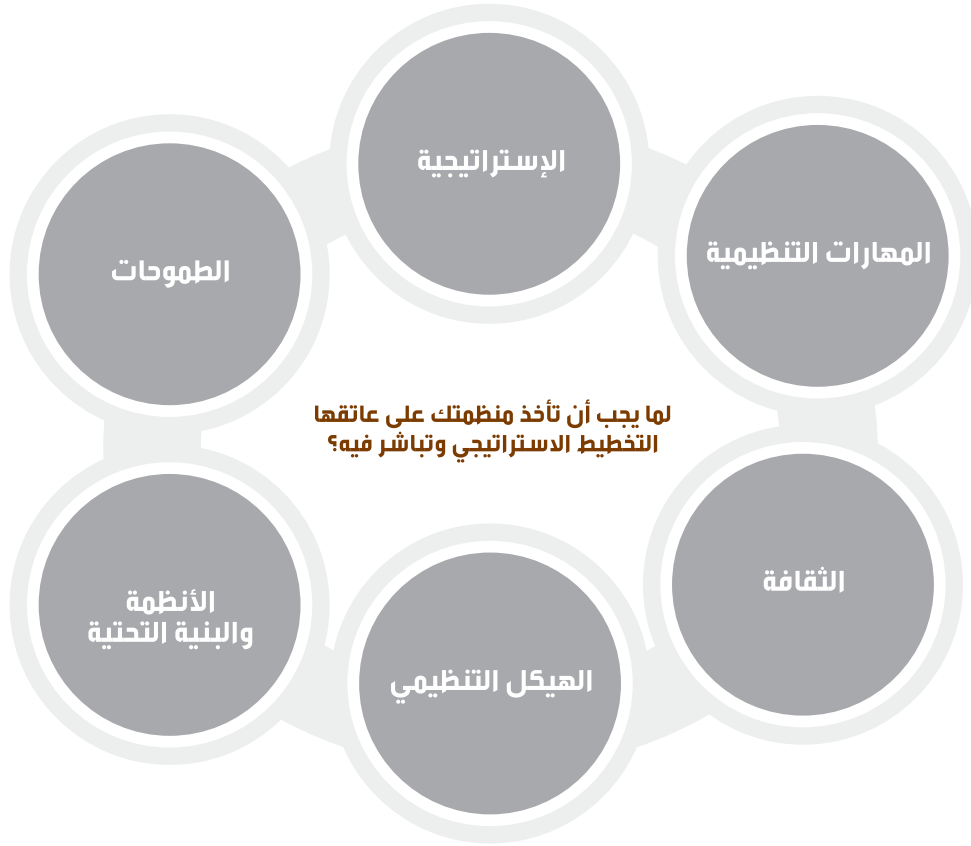 الإستراتيجية
المهارات التنظيمية
الطموحات
لما يجب أن تأخذ منظمتك على عاتقها
التخطيط الاستراتيجي وتباشر فيه؟
الثقافة
الأنظمة
والبنية التحتية
الهيكل التنظيمي